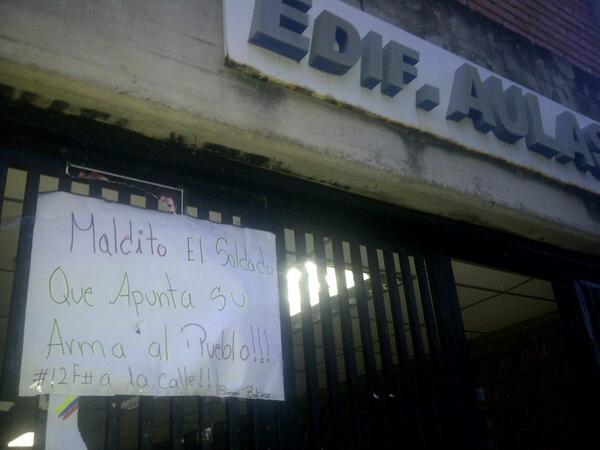 EDIF. AULAS
Maldito El Soldado
Que Apunta su
Arma al Pueblo!!!
#12F# a la calle!!!
Simon Bolivar.